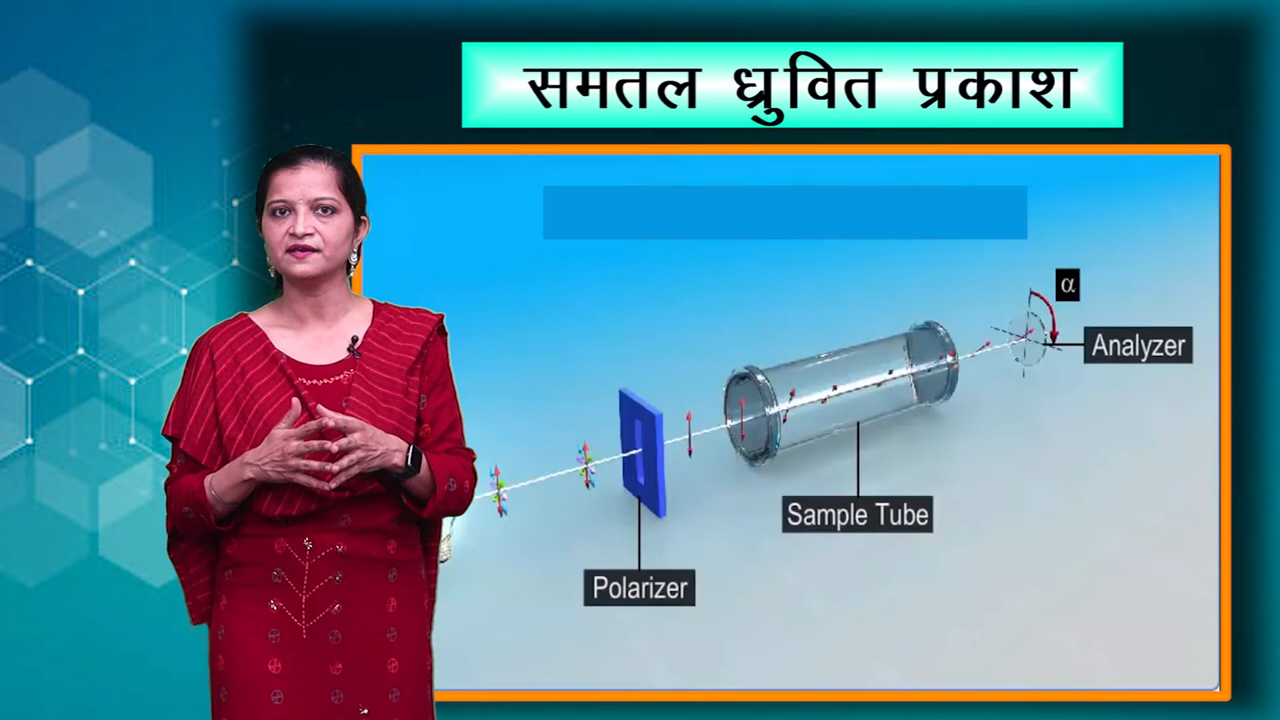 समतल ध्रुवित प्रकाश
α
Analyzer
Sample Tube
Polarizer